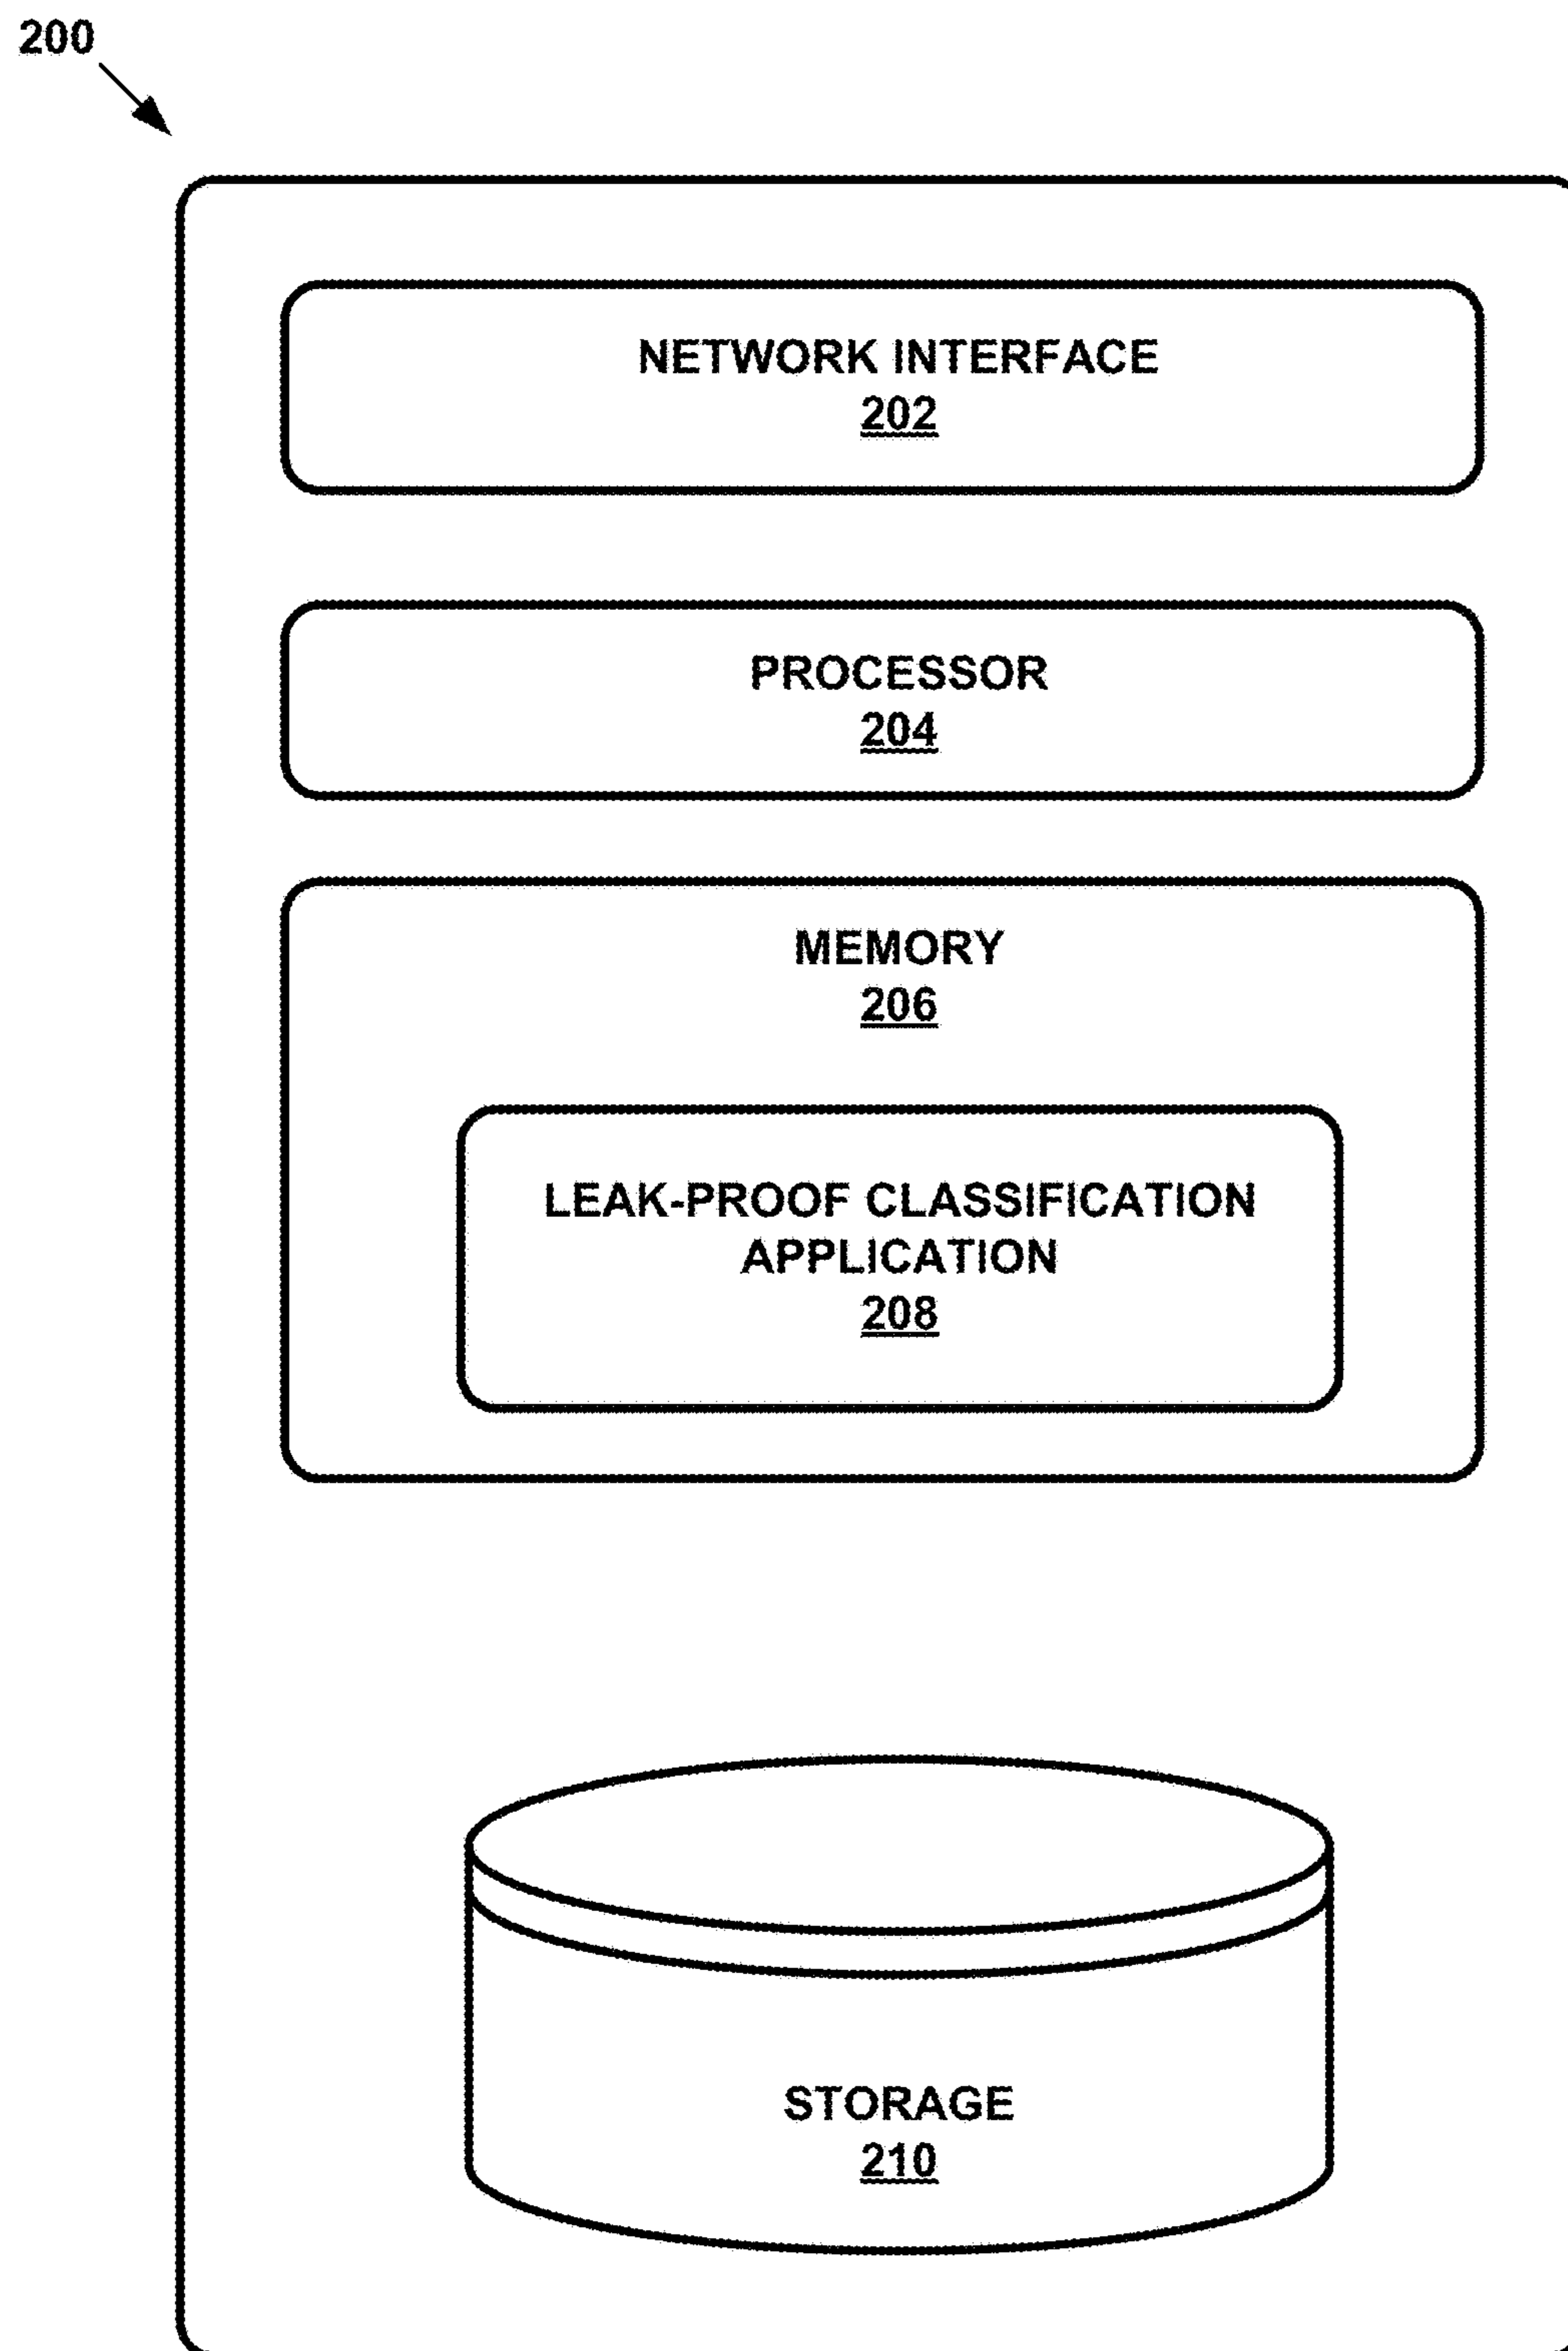 200
NETWORK INTERFACE
202
PROCESSOR
204
MEMORY
206
LEAK-PROOF CLASSIFICATION
APPLICATION
208
STORAGE
210